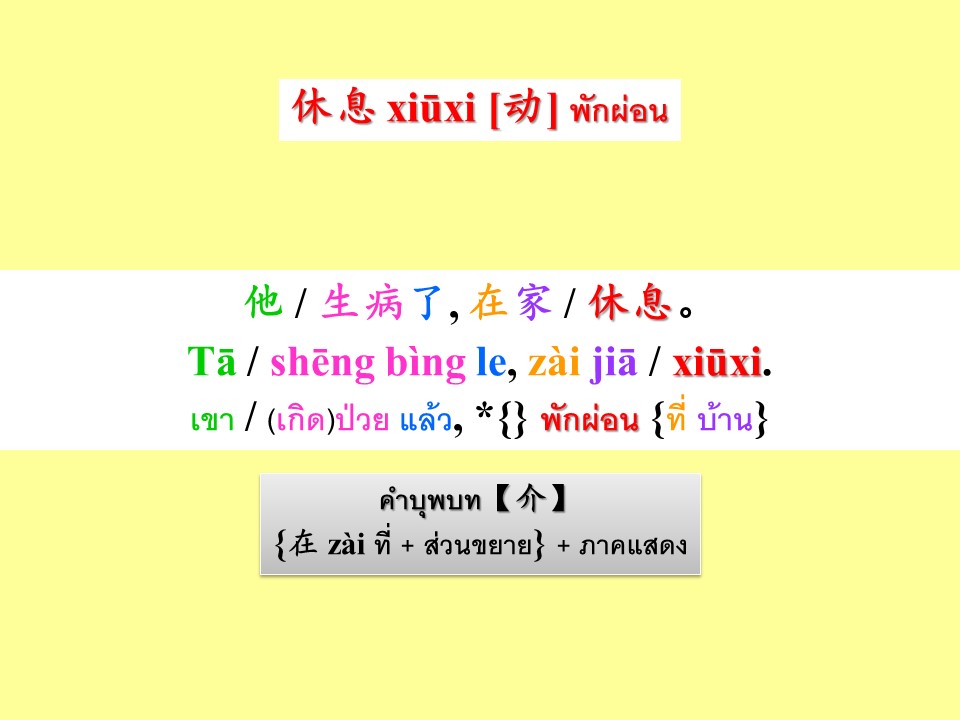 休息 xiūxi [动] พักผ่อน
他 / 生病了, 在家 / 休息。
Tā / shēng bìng le, zài jiā / xiūxi.
เขา / (เกิด)ป่วย แล้ว, *{} พักผ่อน {ที่ บ้าน}
คำบุพบท【介】
{在 zài ที่ + ส่วนขยาย} + ภาคแสดง